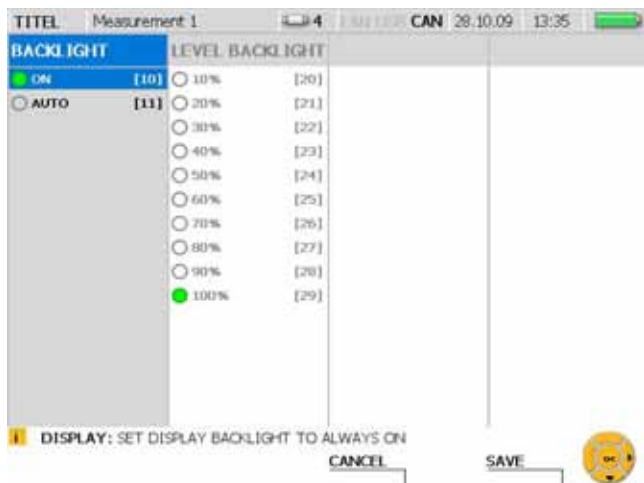 TITEL Measurement 1 4 CAN 28.10.09 13:35
BACKLIGHT LEVEL BACKLIGHT
ON [10] 10% [20]
AUTO [11] 20% [21]
30% [22]
40% [23]
50% [24]
60% [25]
70% [26]
80% [27]
90% [28]
100% [29]
i DISPLAY: SET DISPLAY BACKLIGHT TO ALWAYS ON
CANCEL SAVE OK